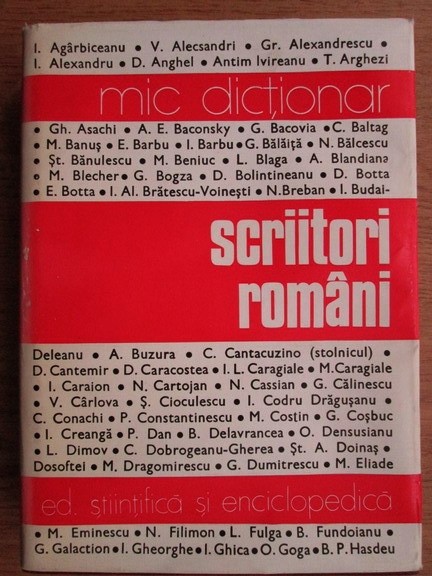 I. Agârbiceanu • V. Alecsandri • Gr. Alexandrescu •
I. Alexandru • D. Anghel • Antim Ivireanu • T. Arghezi
mic dicționar
• Gh. Asachi • A. E. Baconsky • G. Bacovia • C. Baltag
• M. Banuș • E. Barbu • I. Barbu • G. Bălăiță • N. Bălcescu
Șt. Bănulescu • M. Beniuc • L. Blaga • A. Blandiana
• M. Blecher • G. Bogza • D. Bolintineanu • D. Botta
• E. Botta • I. Al. Brătescu-Voinești • N. Breban • I. Budai-
scriitori
români
Deleanu • A. Buzura • C. Cantacuzino (stolnicul) •
D. Cantemir • D. Caracostea • I. L. Caragiale • M. Caragiale
• I. Caraion • N. Cartojan • N. Cassian • G. Călinescu
• V. Cârlova • Ș. Cioculescu • I. Codru Drăgușanu •
C. Conachi • P. Constantinescu • M. Costin • G. Coșbuc
• I. Creangă • P. Dan • B. Delavrancea • O. Densusianu
• L. Dimov • C. Dobrogeanu-Gherea • Șt. A. Doinaș •
Dosoftei • M. Dragomirescu • G. Dumitrescu • M. Eliade
ed. științifică și enciclopedică
• M. Eminescu • N. Filimon • L. Fulga • B. Fundoianu •
G. Galaction • I. Gheorghe • I. Ghica • O. Goga • B. P. Hasdeu